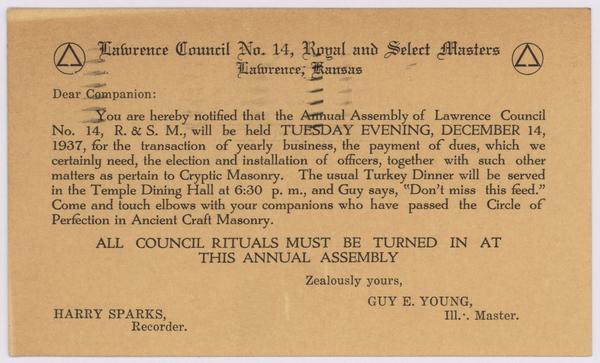 Lawrence Council No. 14, Royal and Select Masters
Lawrence, Kansas
Dear Companion:
You are hereby notified that the Annual Assembly of Lawrence Council
No. 14, R. & S. M., will be held TUESDAY EVENING, DECEMBER 14,
1937, for the transaction of yearly business, the payment of dues, which we
certainly need, the election and installation of officers, together with such other
matters as pertain to Cryptic Masonry. The usual Turkey Dinner will be served
in the Temple Dining Hall at 6:30 p. m., and Guy says, "Don't miss this feed."
Come and touch elbows with your companions who have passed the Circle of
Perfection in Ancient Craft Masonry.
ALL COUNCIL RITUALS MUST BE TURNED IN AT
THIS ANNUAL ASSEMBLY
Zealously yours,
GUY E. YOUNG,
HARRY SPARKS,
Ill.·. Master.
Recorder.